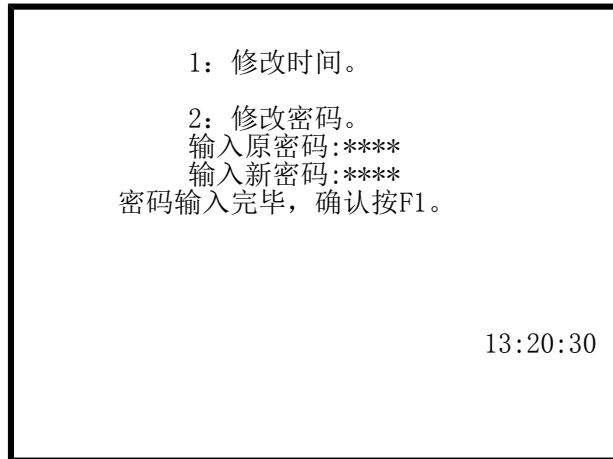 1：修改时间。
2：修改密码。
输入原密码:****
输入新密码:****
密码输入完毕，确认按F1。
13:20:30